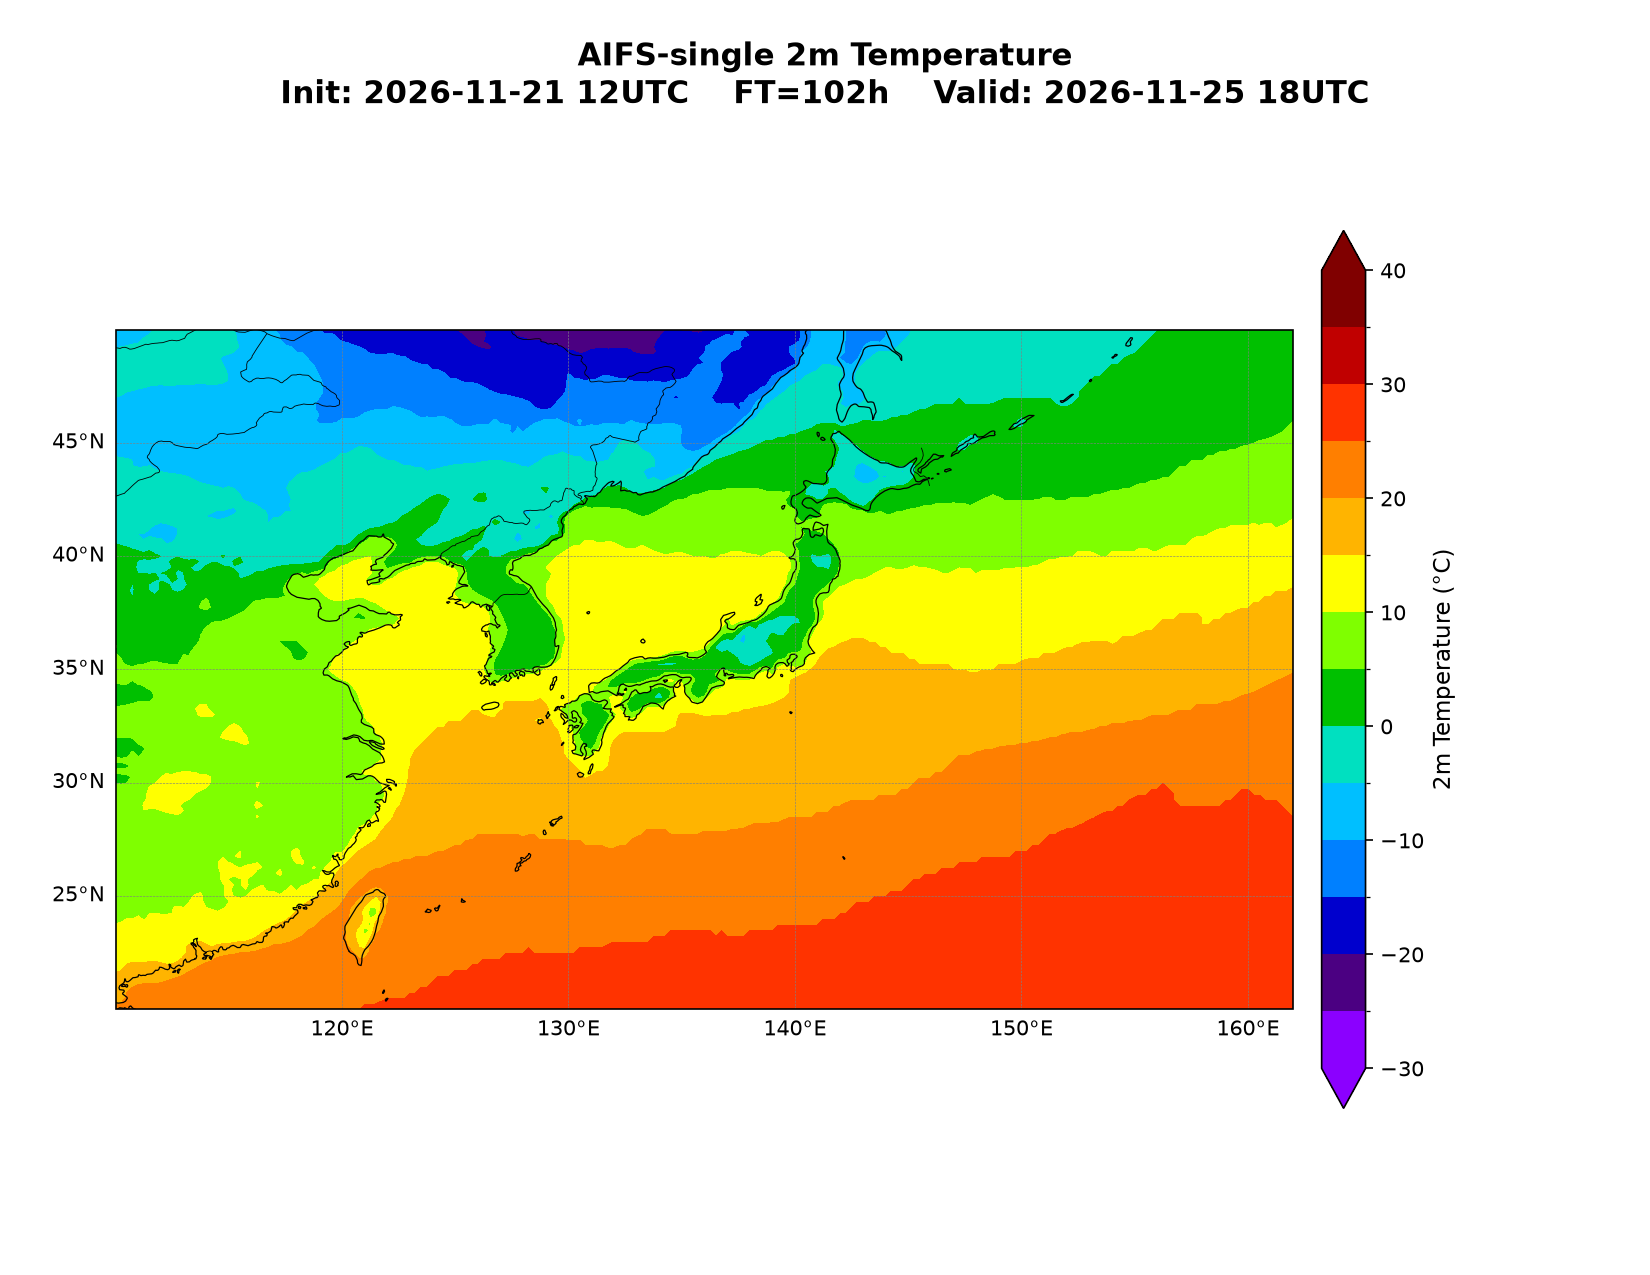 AIFS-single 2m Temperature
Init: 2026-11-21 12UTC    FT=102h    Valid: 2026-11-25 18UTC
45°N
40°N
35°N
30°N
25°N
120°E
130°E
140°E
150°E
160°E
40
30
20
10
0
−10
−20
−30
2m Temperature (°C)